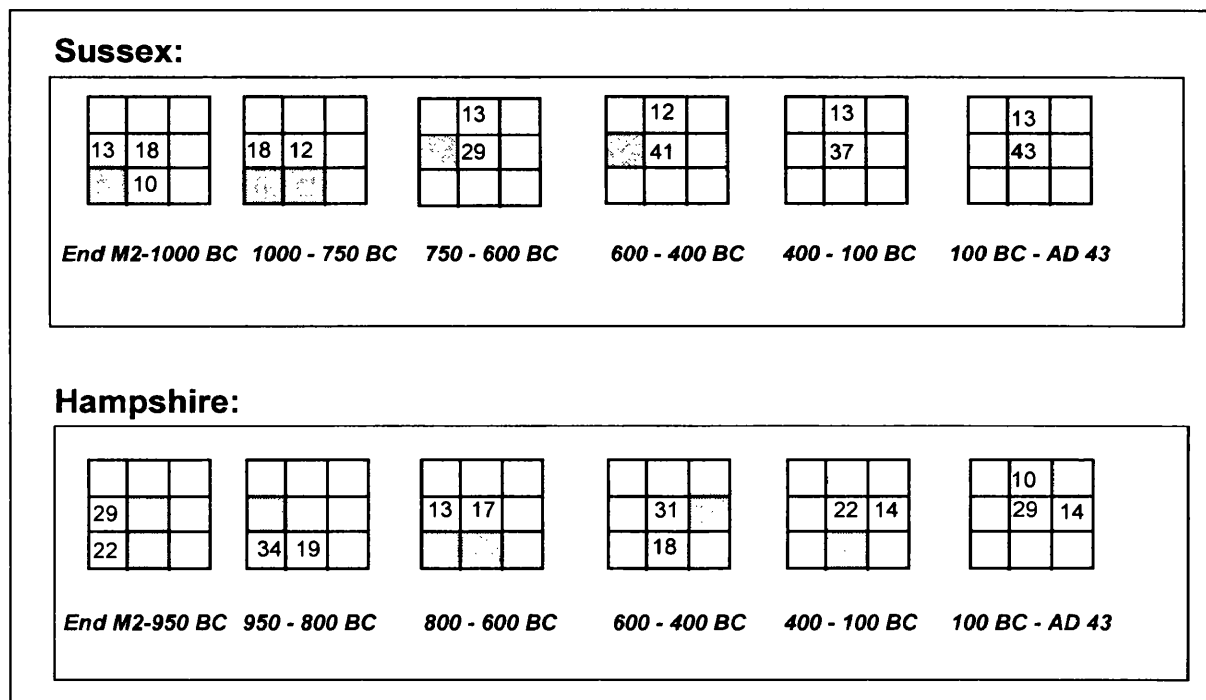 Sussex:
13 12 13 13
13 18 18 12 29 41 37 43
10
End M2-1000 BC 1000 - 750 BC 750 - 600 BC 600 - 400 BC 400 - 100 BC 100 BC - AD 43
Hampshire:
10
29 13 17 31 22 14 29 14
22 34 19 18
End M2-950 BC 950 - 800 BC 800 - 600 BC 600 - 400 BC 400 - 100 BC 100 BC - AD 43